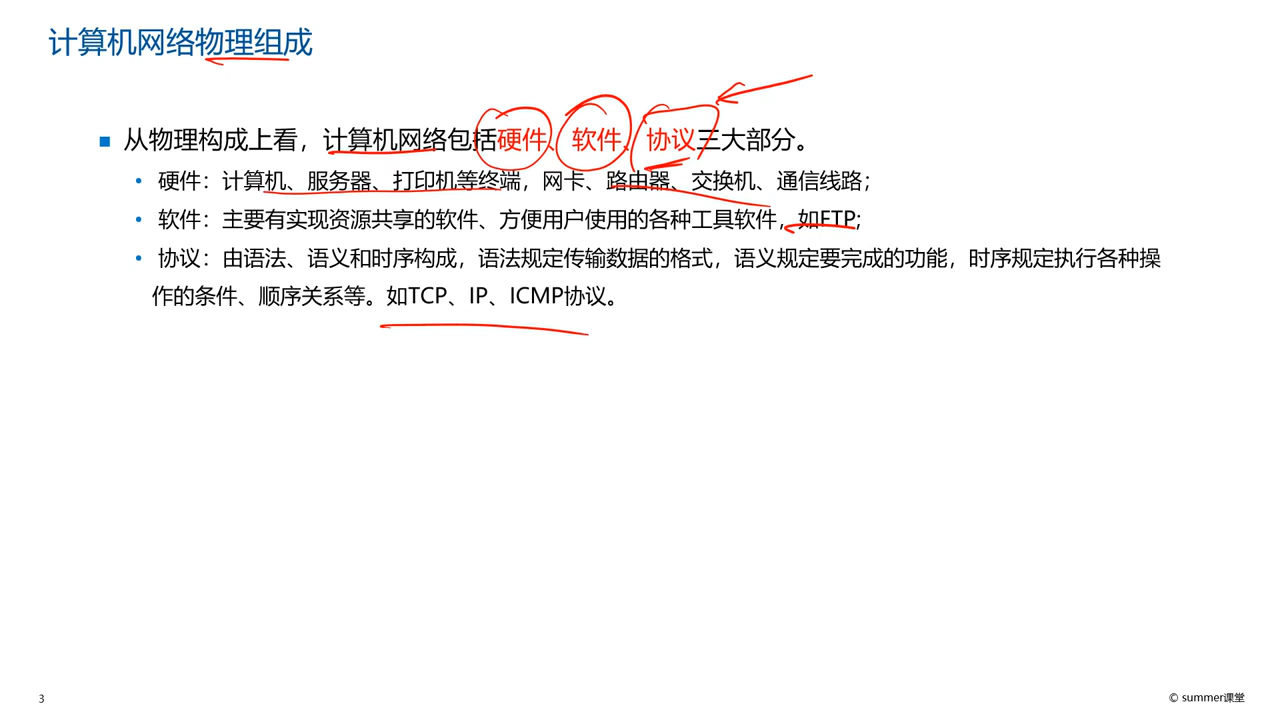 计算机网络物理组成
从物理构成上看，计算机网络包括硬件、软件、协议三大部分。
硬件：计算机、服务器、打印机等终端，网卡、路由器、交换机、通信线路；
软件：主要有实现资源共享的软件、方便用户使用的各种工具软件，如FTP;
协议：由语法、语义和时序构成，语法规定传输数据的格式，语义规定要完成的功能，时序规定执行各种操
作的条件、顺序关系等。如TCP、IP、ICMP协议。
3
© summer课堂